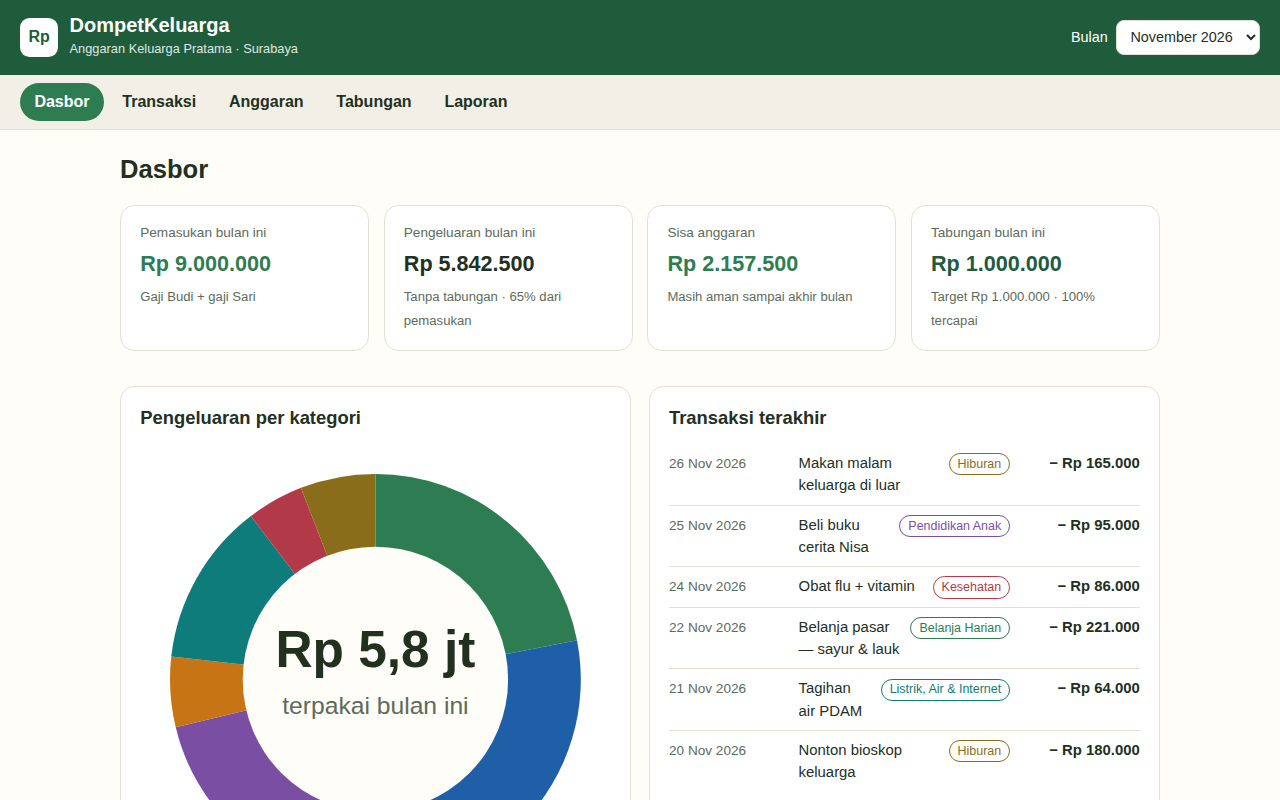 Rp
DompetKeluarga
Anggaran Keluarga Pratama · Surabaya
Bulan
November 2026
Dasbor
Transaksi
Anggaran
Tabungan
Laporan
Dasbor
Pemasukan bulan ini
Rp 9.000.000
Gaji Budi + gaji Sari
Pengeluaran bulan ini
Rp 5.842.500
Tanpa tabungan · 65% dari
pemasukan
Sisa anggaran
Rp 2.157.500
Masih aman sampai akhir bulan
Tabungan bulan ini
Rp 1.000.000
Target Rp 1.000.000 · 100%
tercapai
Pengeluaran per kategori
Rp 5,8 jt
terpakai bulan ini
Transaksi terakhir
26 Nov 2026
Makan malam
keluarga di luar
Hiburan
− Rp 165.000
25 Nov 2026
Beli buku
cerita Nisa
Pendidikan Anak
− Rp 95.000
24 Nov 2026
Obat flu + vitamin
Kesehatan
− Rp 86.000
22 Nov 2026
Belanja pasar
— sayur & lauk
Belanja Harian
− Rp 221.000
21 Nov 2026
Tagihan
air PDAM
Listrik, Air & Internet
− Rp 64.000
20 Nov 2026
Nonton bioskop
keluarga
Hiburan
− Rp 180.000